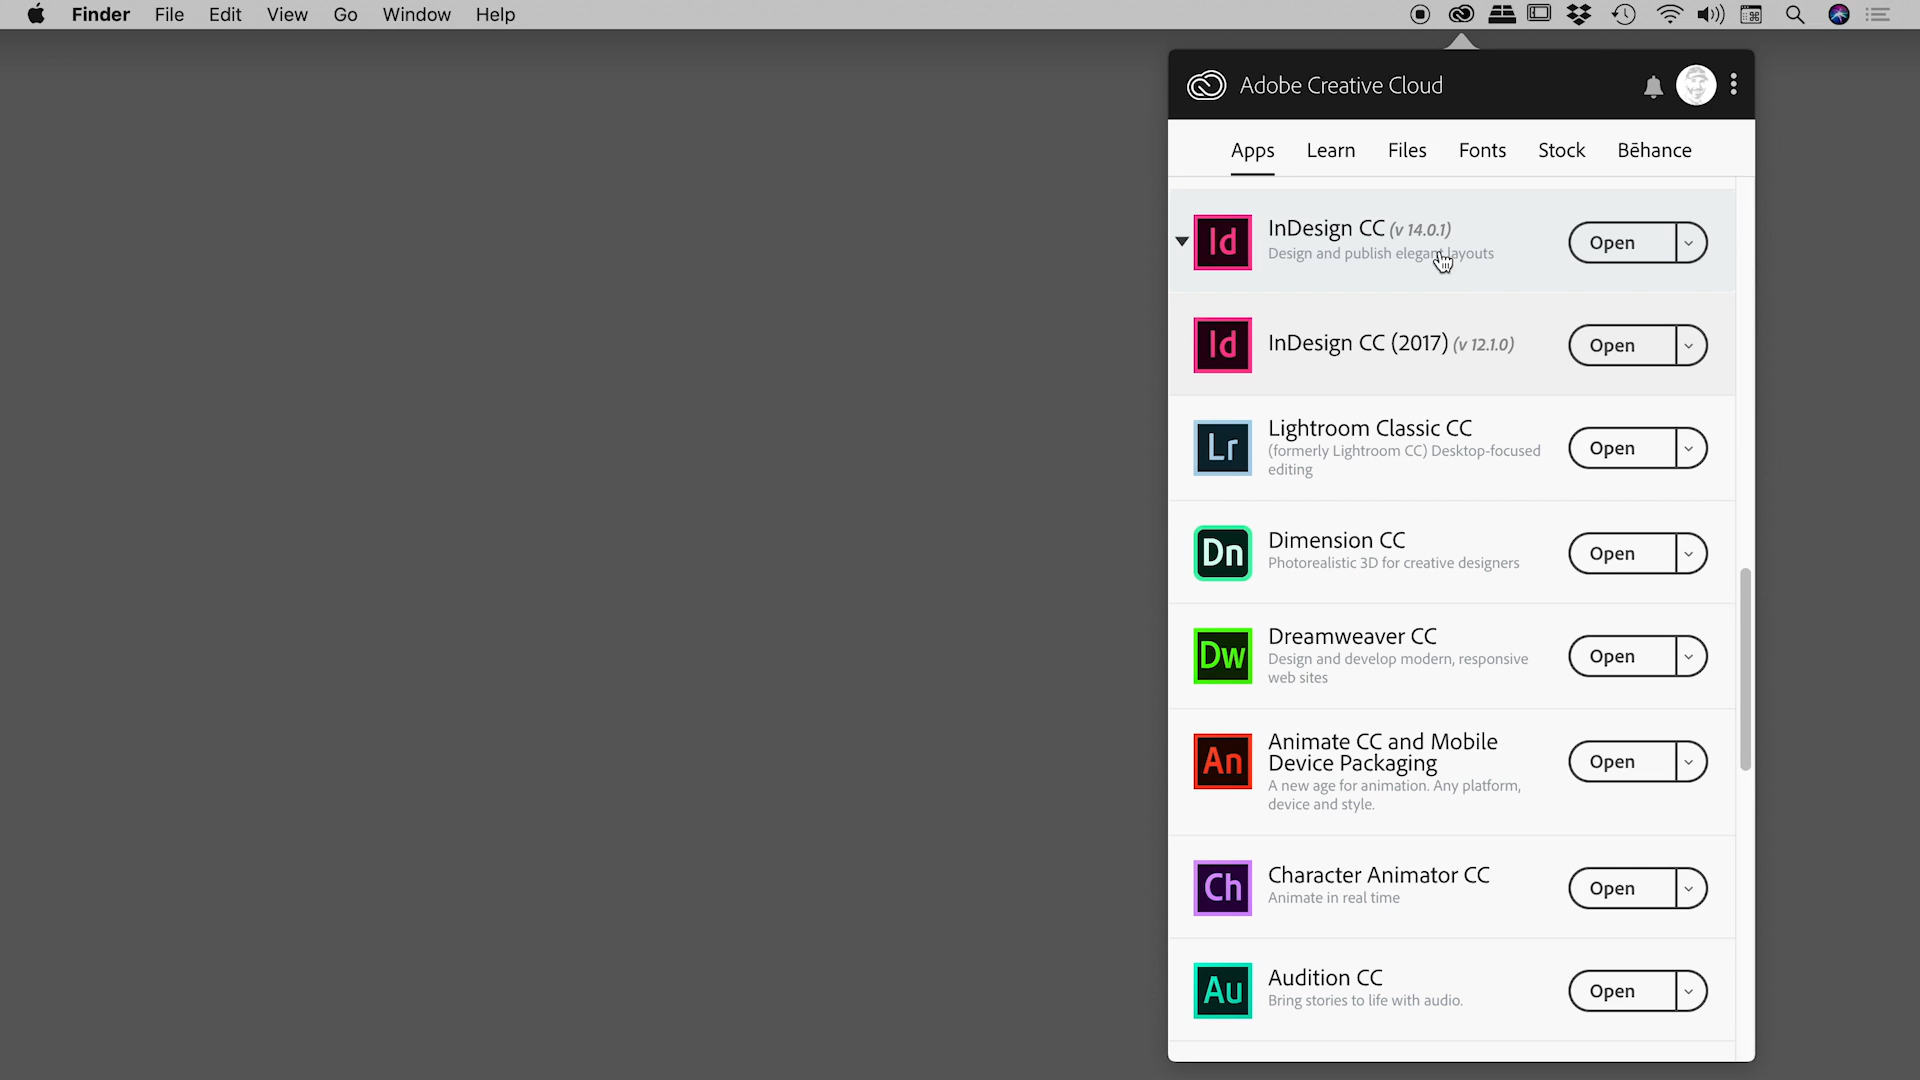 Finder File Edit View Go Window Help
Adobe Creative Cloud
Apps Learn Files Fonts Stock Bēhance
Id
InDesign CC (v 14.0.1)
Design and publish elegant layouts
Open
Id
InDesign CC (2017) (v 12.1.0)
Open
Lr
Lightroom Classic CC
(formerly Lightroom CC) Desktop-focused
editing
Open
Dn
Dimension CC
Photorealistic 3D for creative designers
Open
Dw
Dreamweaver CC
Design and develop modern, responsive
web sites
Open
An
Animate CC and Mobile
Device Packaging
A new age for animation. Any platform,
device and style.
Open
Ch
Character Animator CC
Animate in real time
Open
Au
Audition CC
Bring stories to life with audio.
Open